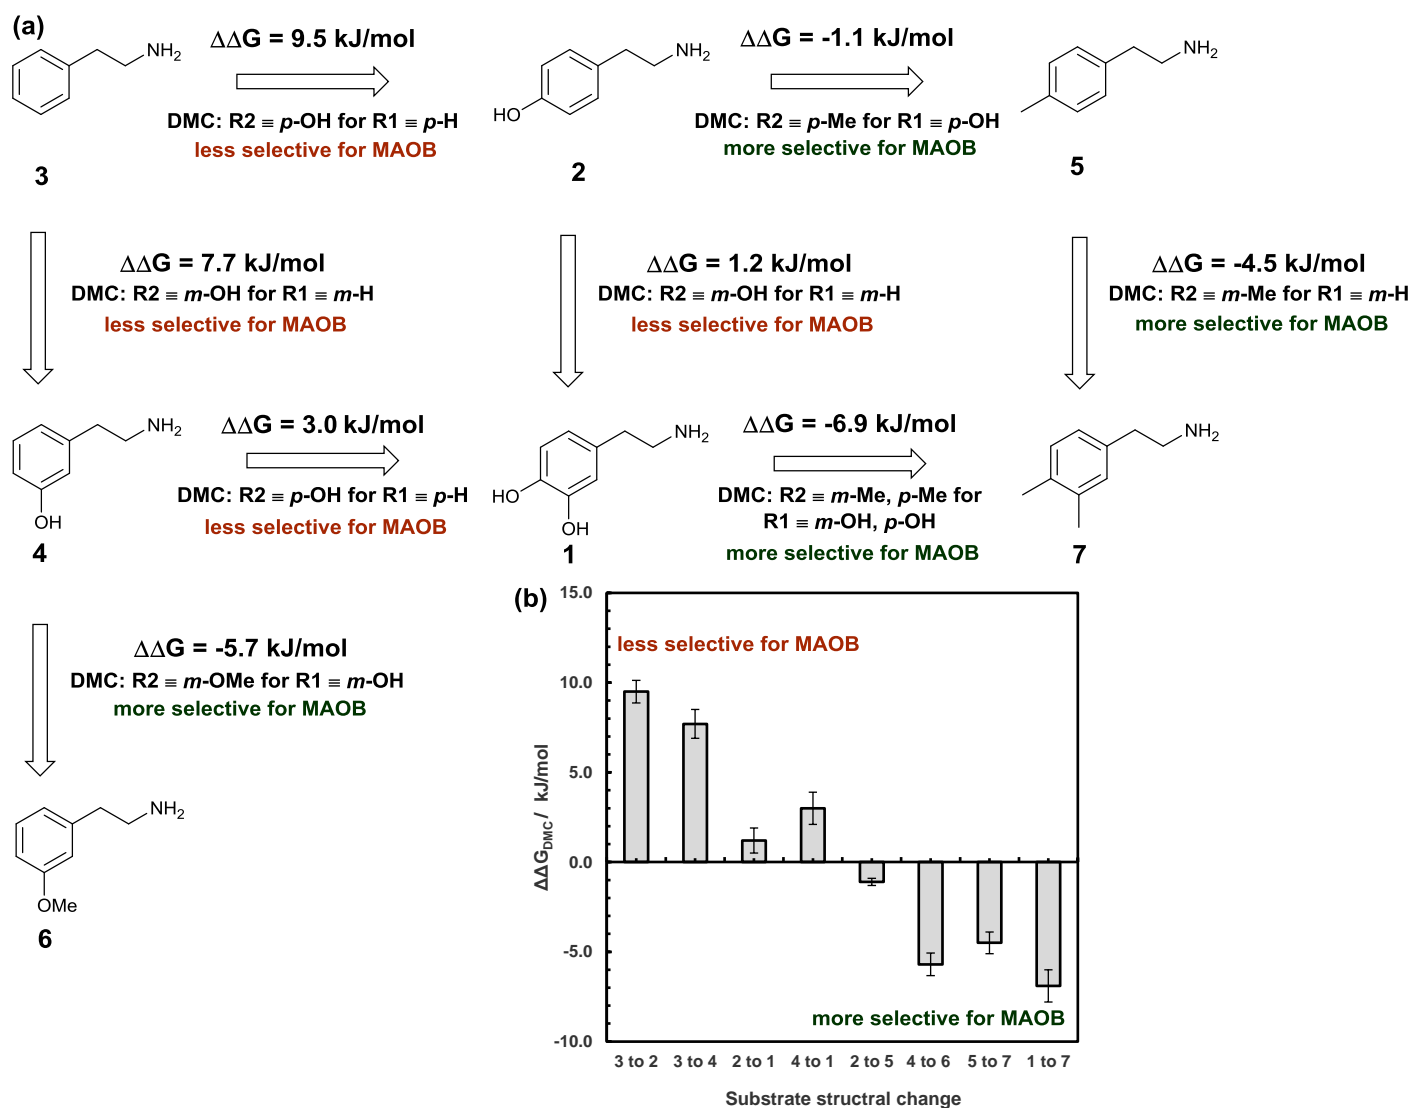 (a)
NH2
ΔΔG = 9.5 kJ/mol
DMC: R2 ≡ p-OH for R1 ≡ p-H
less selective for MAOB
3
NH2
HO
2
ΔΔG = -1.1 kJ/mol
DMC: R2 ≡ p-Me for R1 ≡ p-OH
more selective for MAOB
NH2
5
ΔΔG = 7.7 kJ/mol
DMC: R2 ≡ m-OH for R1 ≡ m-H
less selective for MAOB
ΔΔG = 1.2 kJ/mol
DMC: R2 ≡ m-OH for R1 ≡ m-H
less selective for MAOB
ΔΔG = -4.5 kJ/mol
DMC: R2 ≡ m-Me for R1 ≡ m-H
more selective for MAOB
NH2
OH
4
ΔΔG = 3.0 kJ/mol
DMC: R2 ≡ p-OH for R1 ≡ p-H
less selective for MAOB
NH2
HO
OH
1
ΔΔG = -6.9 kJ/mol
DMC: R2 ≡ m-Me, p-Me for
R1 ≡ m-OH, p-OH
more selective for MAOB
NH2
7
ΔΔG = -5.7 kJ/mol
DMC: R2 ≡ m-OMe for R1 ≡ m-OH
more selective for MAOB
NH2
OMe
6
(b)
15.0
10.0
5.0
0.0
-5.0
-10.0
ΔΔGDMC / kJ/mol
less selective for MAOB
more selective for MAOB
3 to 2 3 to 4 2 to 1 4 to 1 2 to 5 4 to 6 5 to 7 1 to 7
Substrate structral change